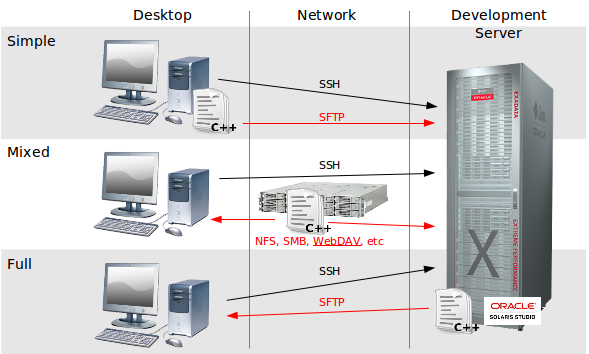 Desktop
Network
Development
Server
Simple
SSH
SFTP
C++
ORACLE
EXADATA
Mixed
SSH
C++
NFS, SMB, WebDAV, etc
EXTREME PERFORMANCE
X
Full
SSH
SFTP
C++
ORACLE
SOLARIS STUDIO